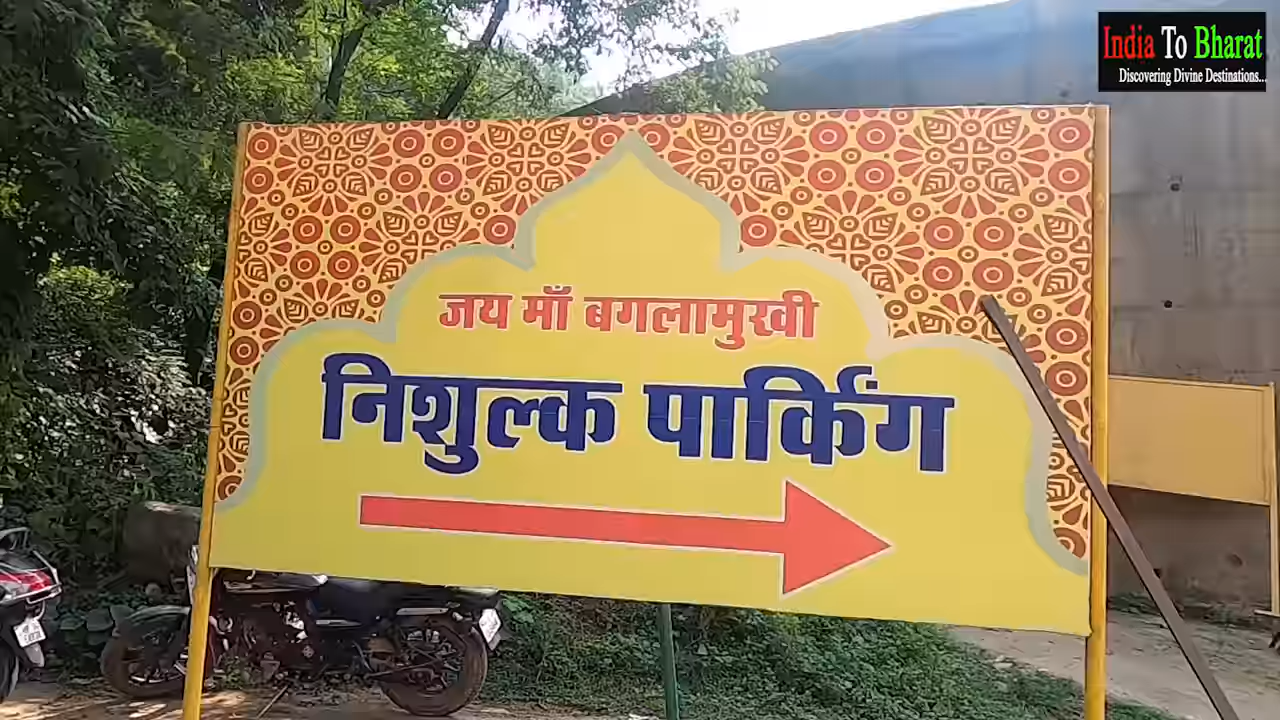 India To Bharat
Discovering Divine Destinations...
जय माँ बगलामुखी
निःशुल्क पार्किंग